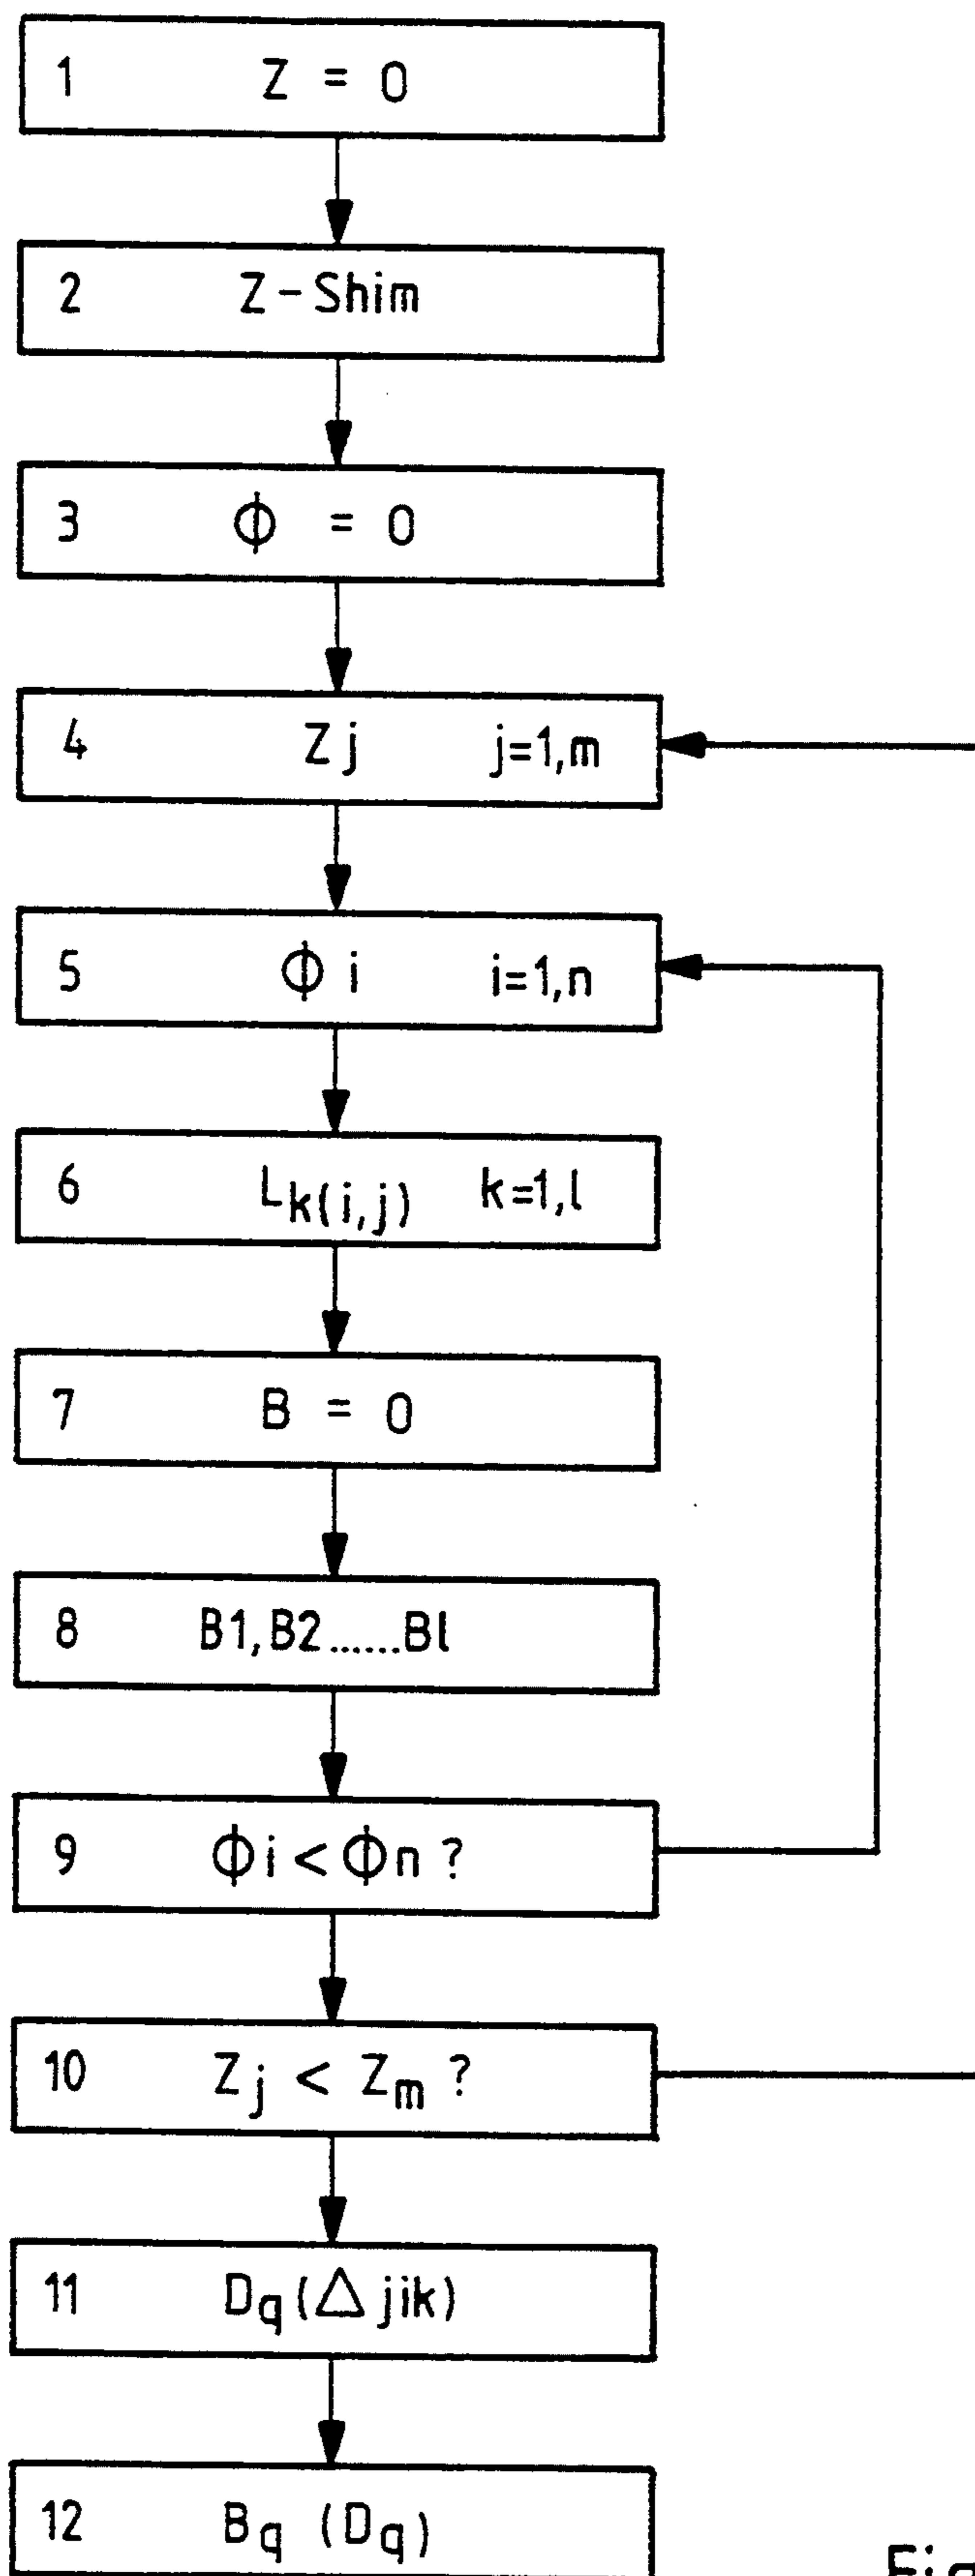 1 Z = 0
2 Z-Shim
3 Φ = 0
4 Zj j=1,m
5 Φi i=1,n
6 Lk(i,j) k=1,l
7 B = 0
8 B1,B2......Bl
9 Φi < Φn ?
10 Zj < Zm ?
11 Dq(△jik)
12 Bq (Dq)